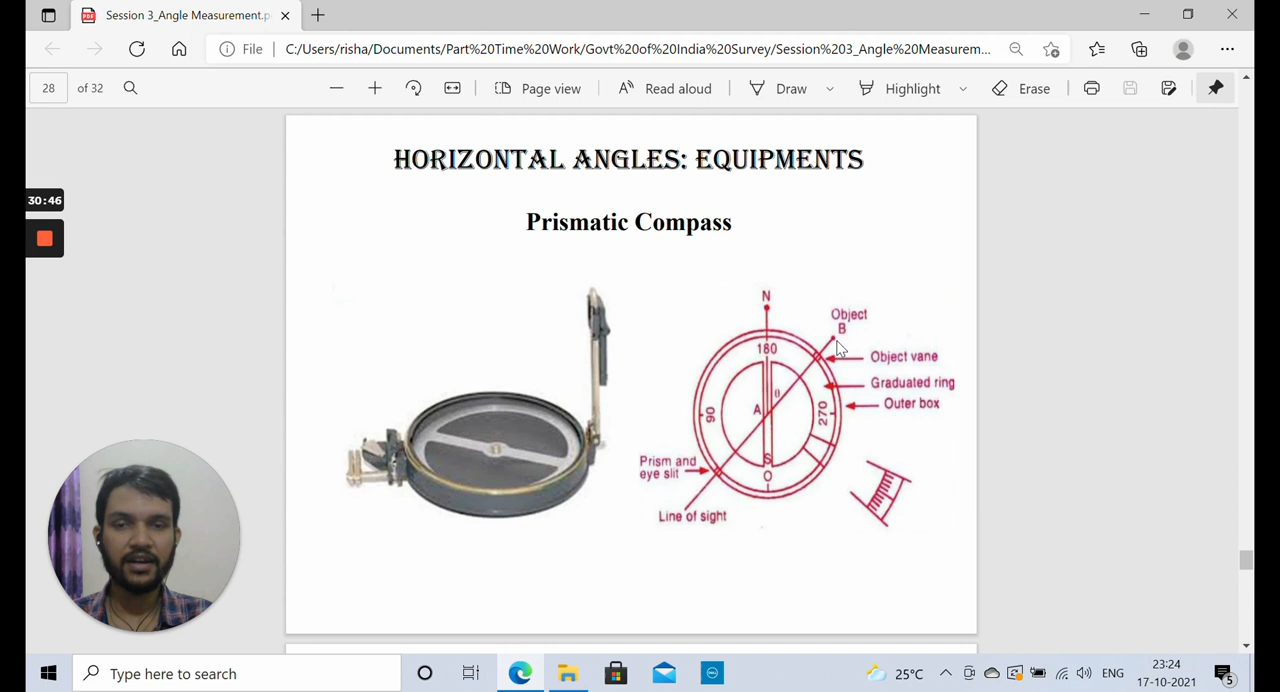 Session 3_Angle Measurement.p
File
C:/Users/risha/Documents/Part%20Time%20Work/Govt%20of%20India%20Survey/Session%203_Angle%20Measurem...
28 of 32
Page view
Read aloud
Draw
Highlight
Erase
30:46
HORIZONTAL ANGLES: EQUIPMENTS
Prismatic Compass
N
Object
B
180
Object vane
Graduated ring
θ
Outer box
A
90
270
Prism and
eye slit
S
0
Line of sight
Type here to search
25°C
ENG
23:24
17-10-2021
5